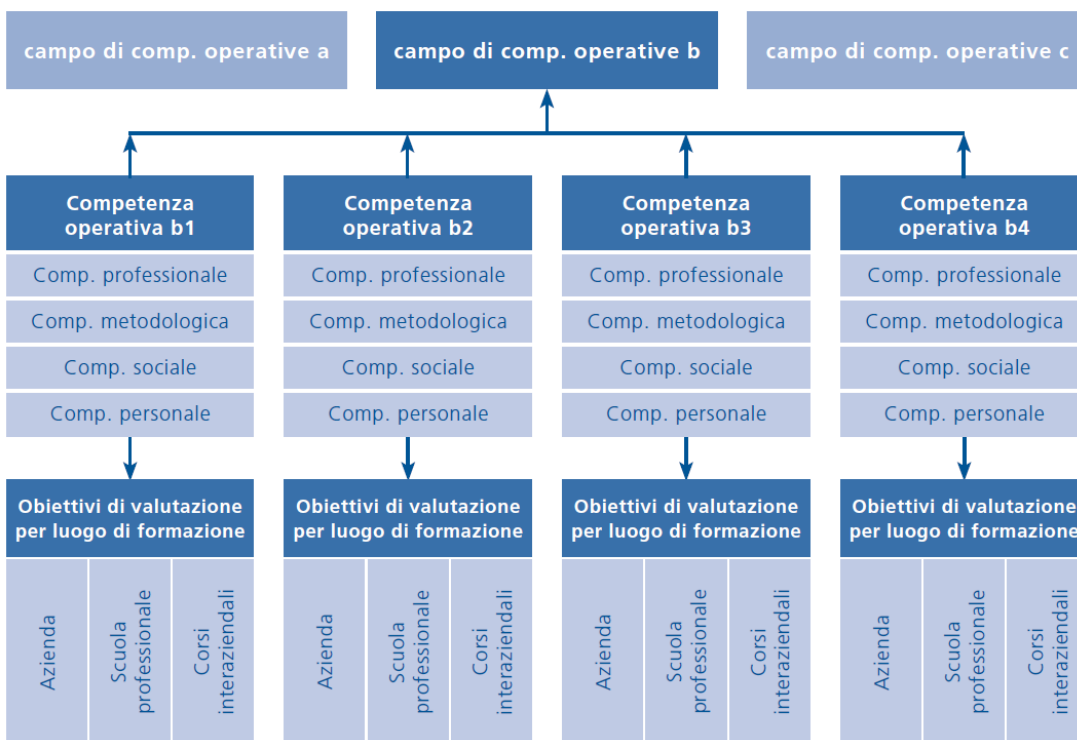 campo di comp. operative a
campo di comp. operative b
campo di comp. operative c
Competenza
operativa b1
Competenza
operativa b2
Competenza
operativa b3
Competenza
operativa b4
Comp. professionale
Comp. professionale
Comp. professionale
Comp. professionale
Comp. metodologica
Comp. metodologica
Comp. metodologica
Comp. metodologica
Comp. sociale
Comp. sociale
Comp. sociale
Comp. sociale
Comp. personale
Comp. personale
Comp. personale
Comp. personale
Obiettivi di valutazione
per luogo di formazione
Obiettivi di valutazione
per luogo di formazione
Obiettivi di valutazione
per luogo di formazione
Obiettivi di valutazione
per luogo di formazione
Azienda
Scuola
professionale
Corsi
interaziendali
Azienda
Scuola
professionale
Corsi
interaziendali
Azienda
Scuola
professionale
Corsi
interaziendali
Azienda
Scuola
professionale
Corsi
interaziendali